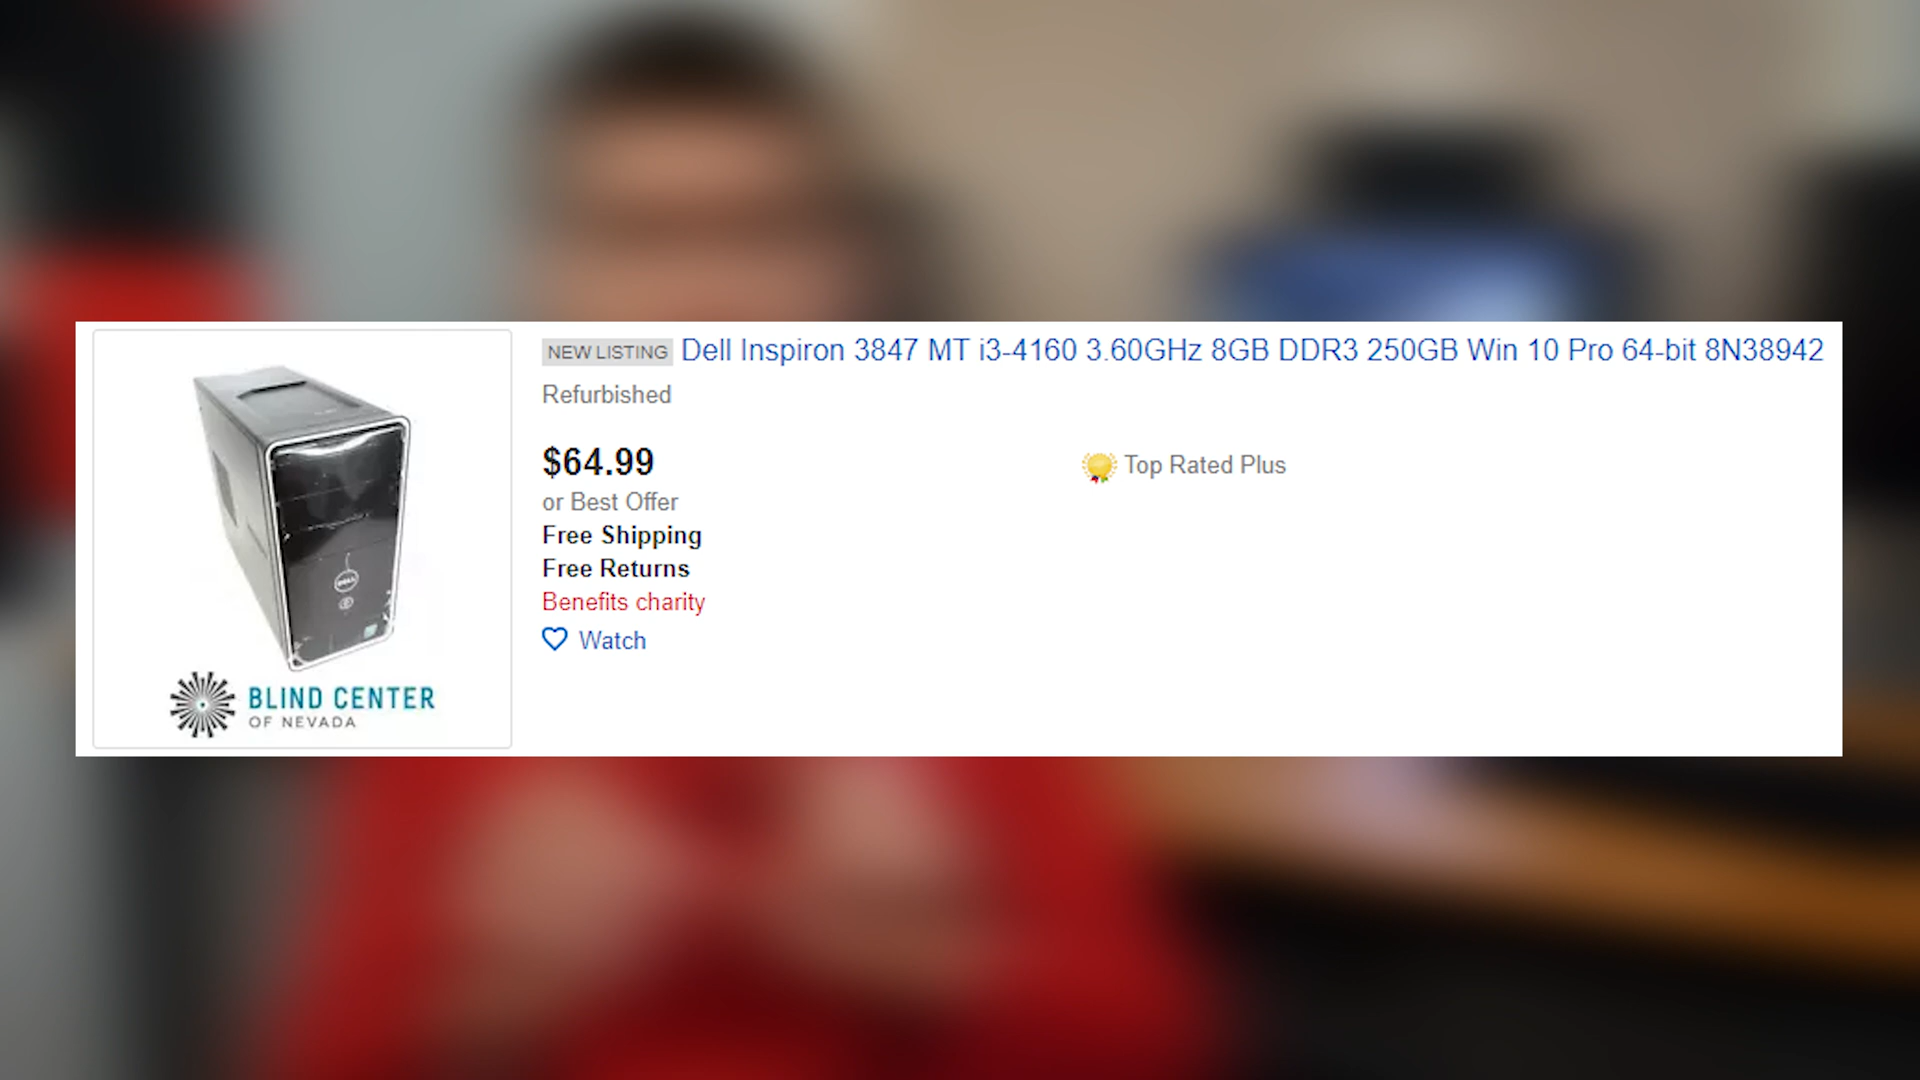 NEW LISTING Dell Inspiron 3847 MT i3-4160 3.60GHz 8GB DDR3 250GB Win 10 Pro 64-bit 8N38942
Refurbished
$64.99
or Best Offer
Free Shipping
Free Returns
Benefits charity
Watch
Top Rated Plus
DELL
BLIND CENTER
OF NEVADA